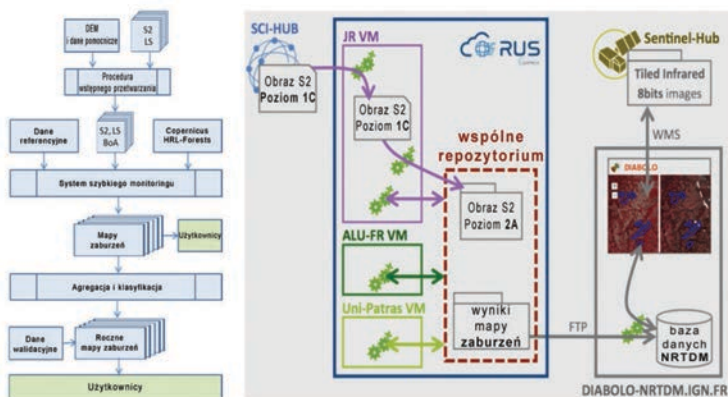 DEM
i dane pomocnicze
S2
LS
Procedura
wstępnego przetwarzania
Dane
referencyjne
S2, LS
BoA
Copernicus
HRL-Forests
System szybkiego monitoringu
Mapy
zaburzeń
Użytkownicy
Agregacja i klasyfikacja
Dane
walidacyjne
Roczne
mapy zaburzeń
Użytkownicy
SCI-HUB
Obraz S2
Poziom 1C
JR VM
Obraz S2
Poziom 1C
RUS
Copernicus
wspólne
repozytorium
Obraz S2
Poziom 2A
ALU-FR VM
Uni-Patras VM
wyniki
mapy
zaburzeń
FTP
Sentinel-Hub
Tiled Infrared
8bits images
WMS
DIABOLO
baza
danych
NRTDM
DIABOLO-NRTDM.IGN.FR